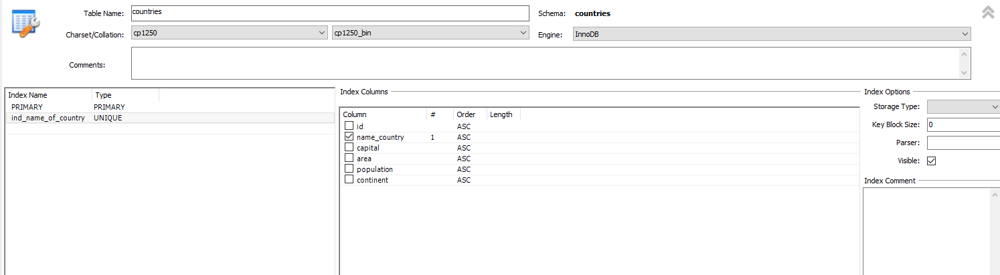 Table Name: countries Schema: countries
Charset/Collation: cp1250 cp1250_bin Engine: InnoDB
Comments:
Index Name Type
PRIMARY PRIMARY
ind_name_of_country UNIQUE
Index Columns
Column # Order Length
id ASC
name_country 1 ASC
capital ASC
area ASC
population ASC
continent ASC
Index Options
Storage Type:
Key Block Size: 0
Parser:
Visible:
Index Comment